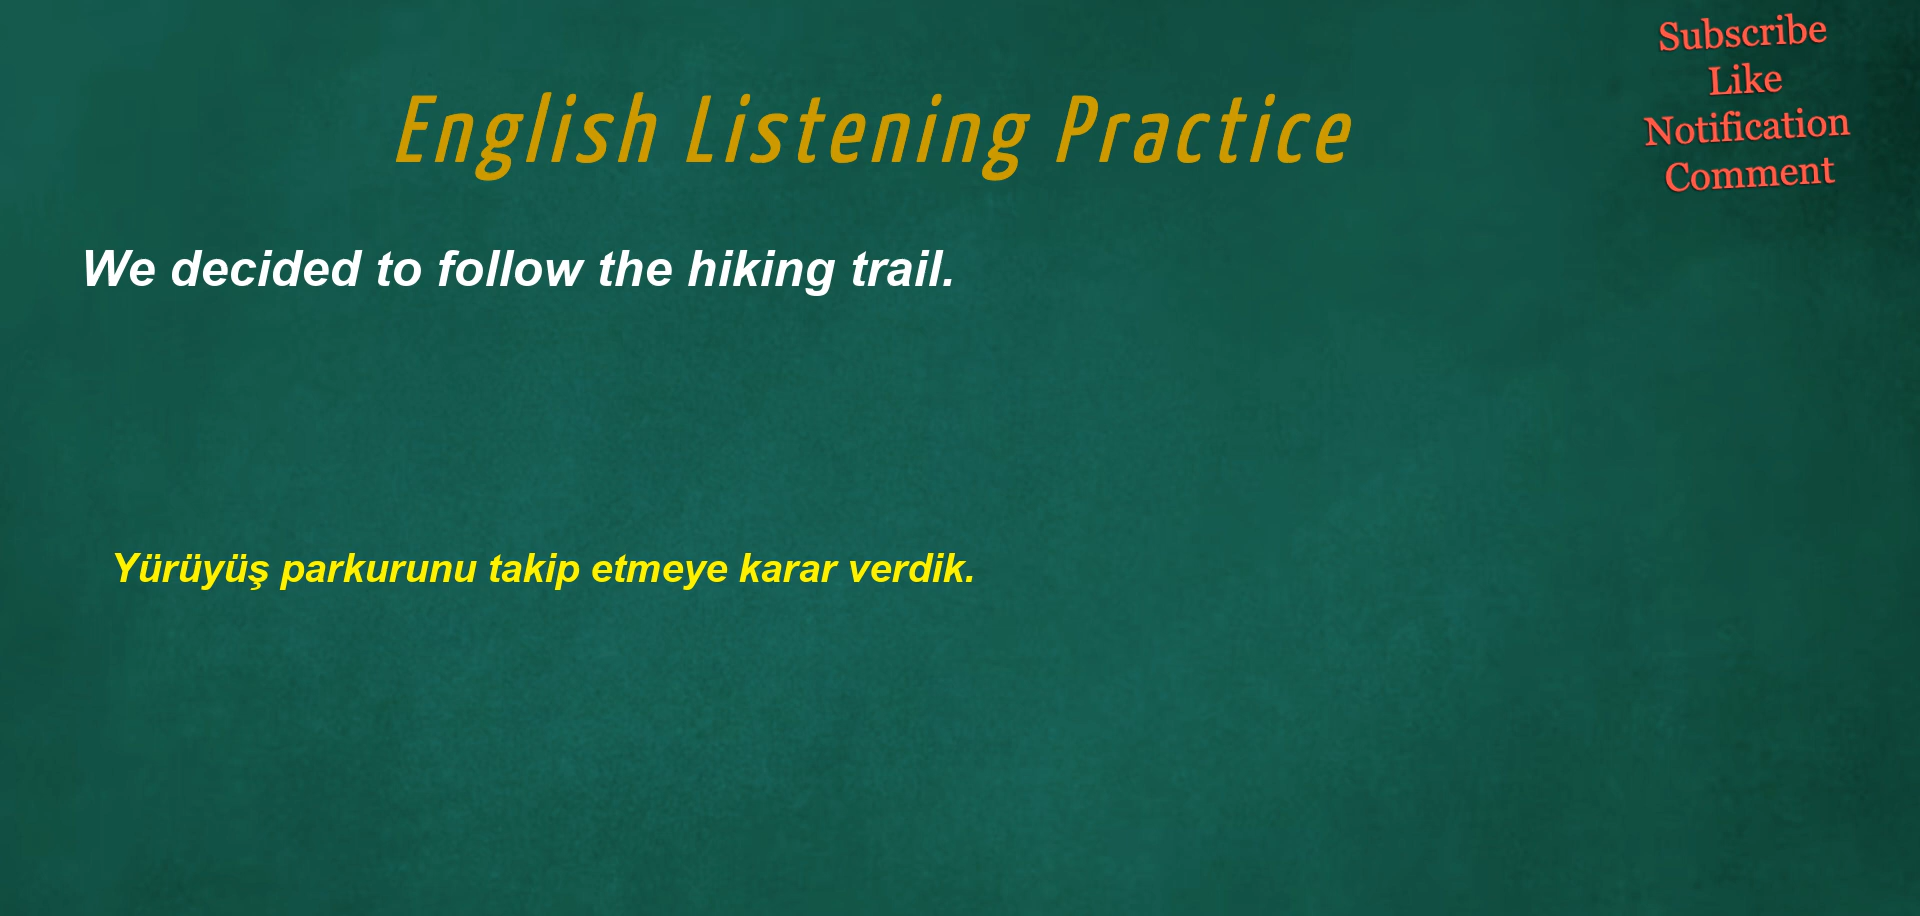 English Listening Practice
Subscribe
Like
Notification
Comment
We decided to follow the hiking trail.
Yürüyüş parkurunu takip etmeye karar verdik.